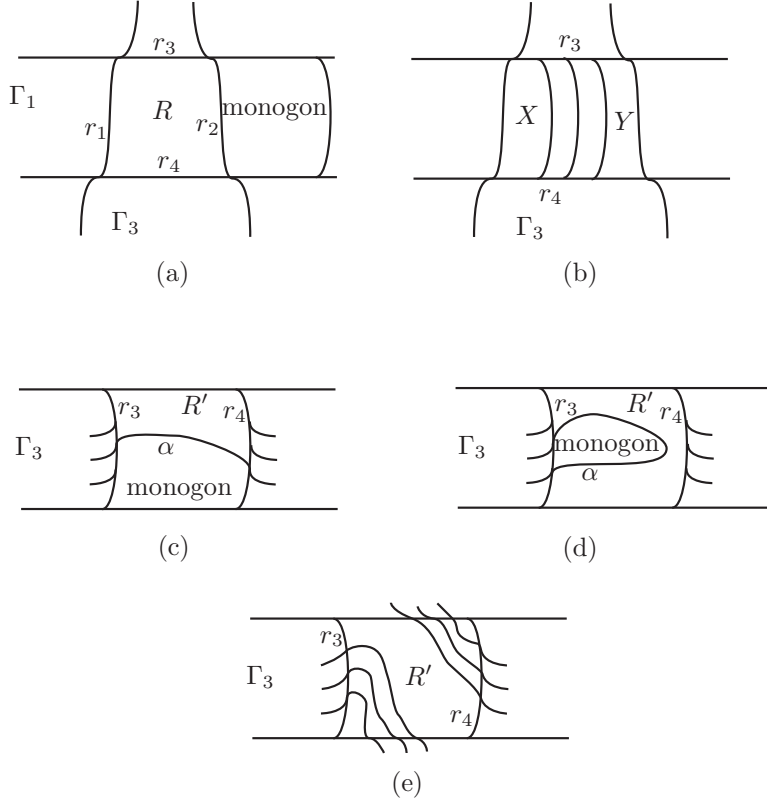 r₃
Γ₁
R
monogon
r₁
r₂
r₄
Γ₃
(a)
r₃
X
Y
r₄
Γ₃
(b)
r₃
R′
r₄
Γ₃
α
monogon
(c)
r₃
R′
r₄
Γ₃
monogon
α
(d)
r₃
Γ₃
R′
r₄
(e)